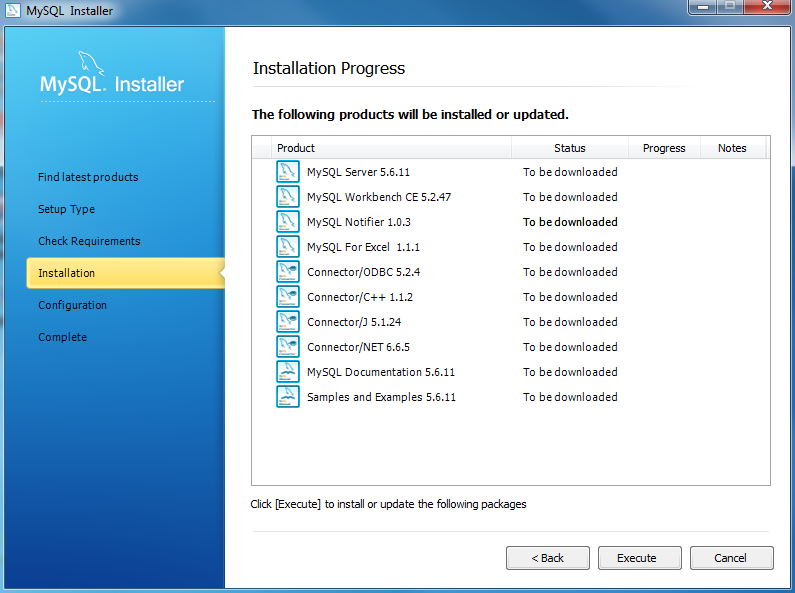 MySQL Installer
MySQL. Installer
Find latest products
Setup Type
Check Requirements
Installation
Configuration
Complete
Installation Progress
The following products will be installed or updated.
Product Status Progress Notes
MySQL Server 5.6.11 To be downloaded
MySQL Workbench CE 5.2.47 To be downloaded
MySQL Notifier 1.0.3 To be downloaded
MySQL For Excel 1.1.1 To be downloaded
Connector/ODBC 5.2.4 To be downloaded
Connector/C++ 1.1.2 To be downloaded
Connector/J 5.1.24 To be downloaded
Connector/NET 6.6.5 To be downloaded
MySQL Documentation 5.6.11 To be downloaded
Samples and Examples 5.6.11 To be downloaded
Click [Execute] to install or update the following packages
< Back Execute Cancel